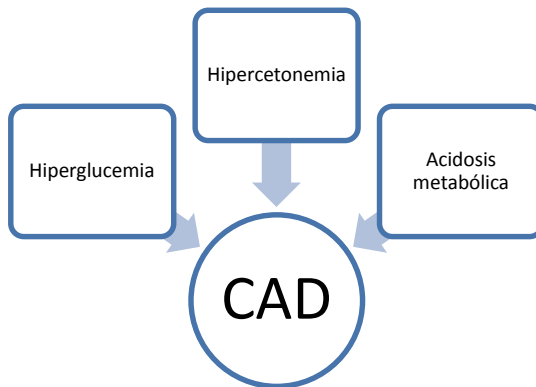 Hipercetonemia
Hiperglucemia
Acidosis
metabólica
CAD